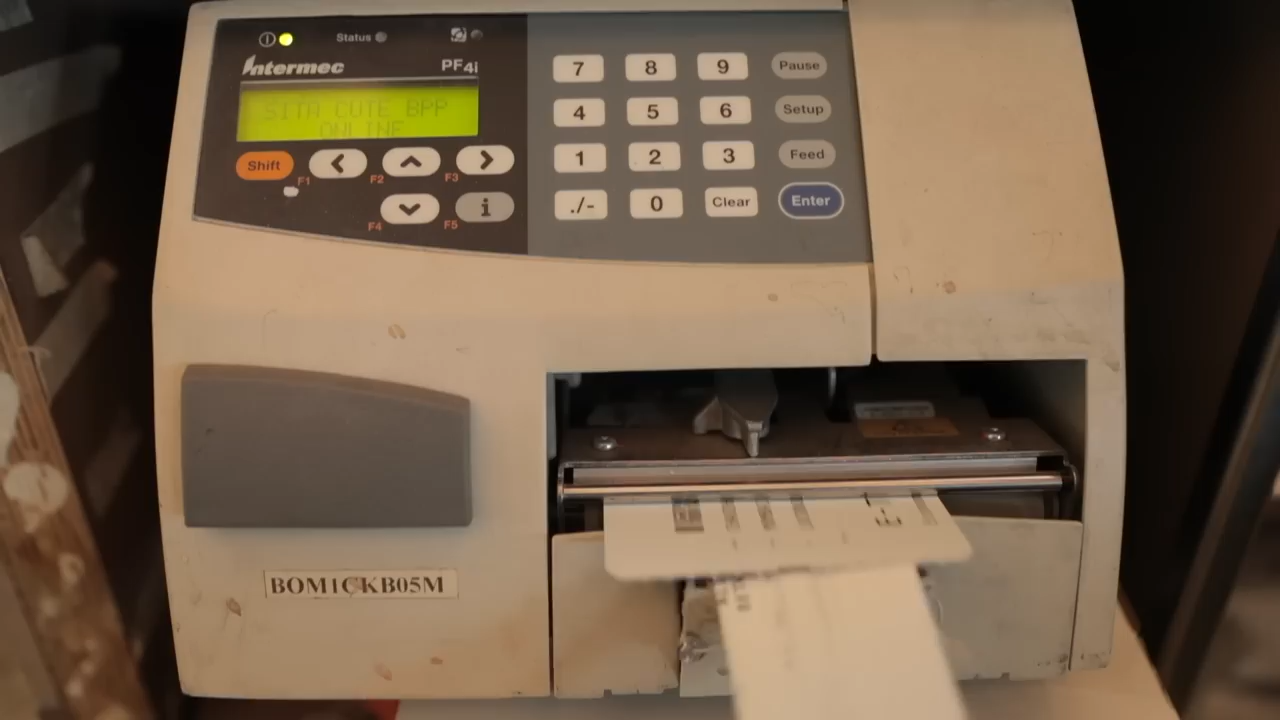 Status
Intermec PF4i
SITA CUTE BPP
ONLINE
Shift
F1
F2
F3
F4
F5
i
7 8 9 Pause
4 5 6 Setup
1 2 3 Feed
./- 0 Clear Enter
BOM1CKB05M